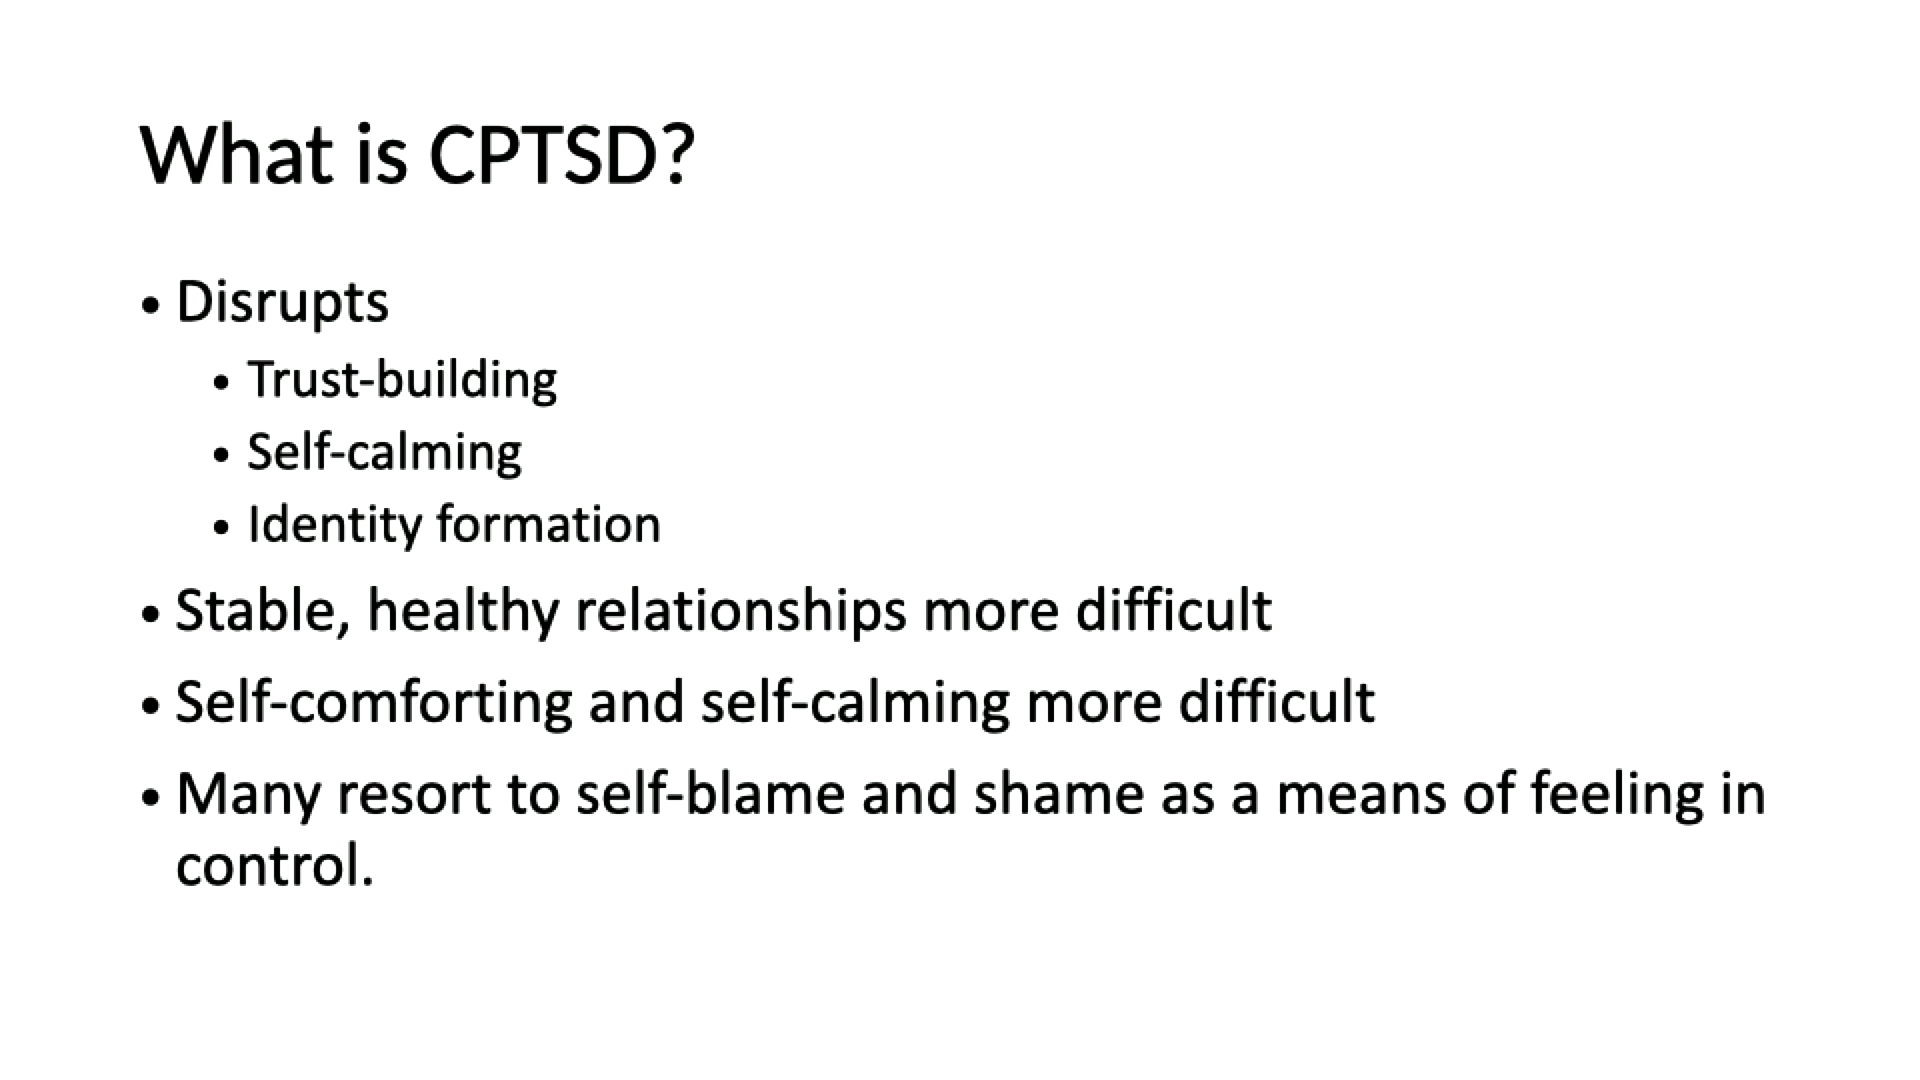 What is CPTSD?
• Disrupts
• Trust-building
• Self-calming
• Identity formation
• Stable, healthy relationships more difficult
• Self-comforting and self-calming more difficult
• Many resort to self-blame and shame as a means of feeling in
control.